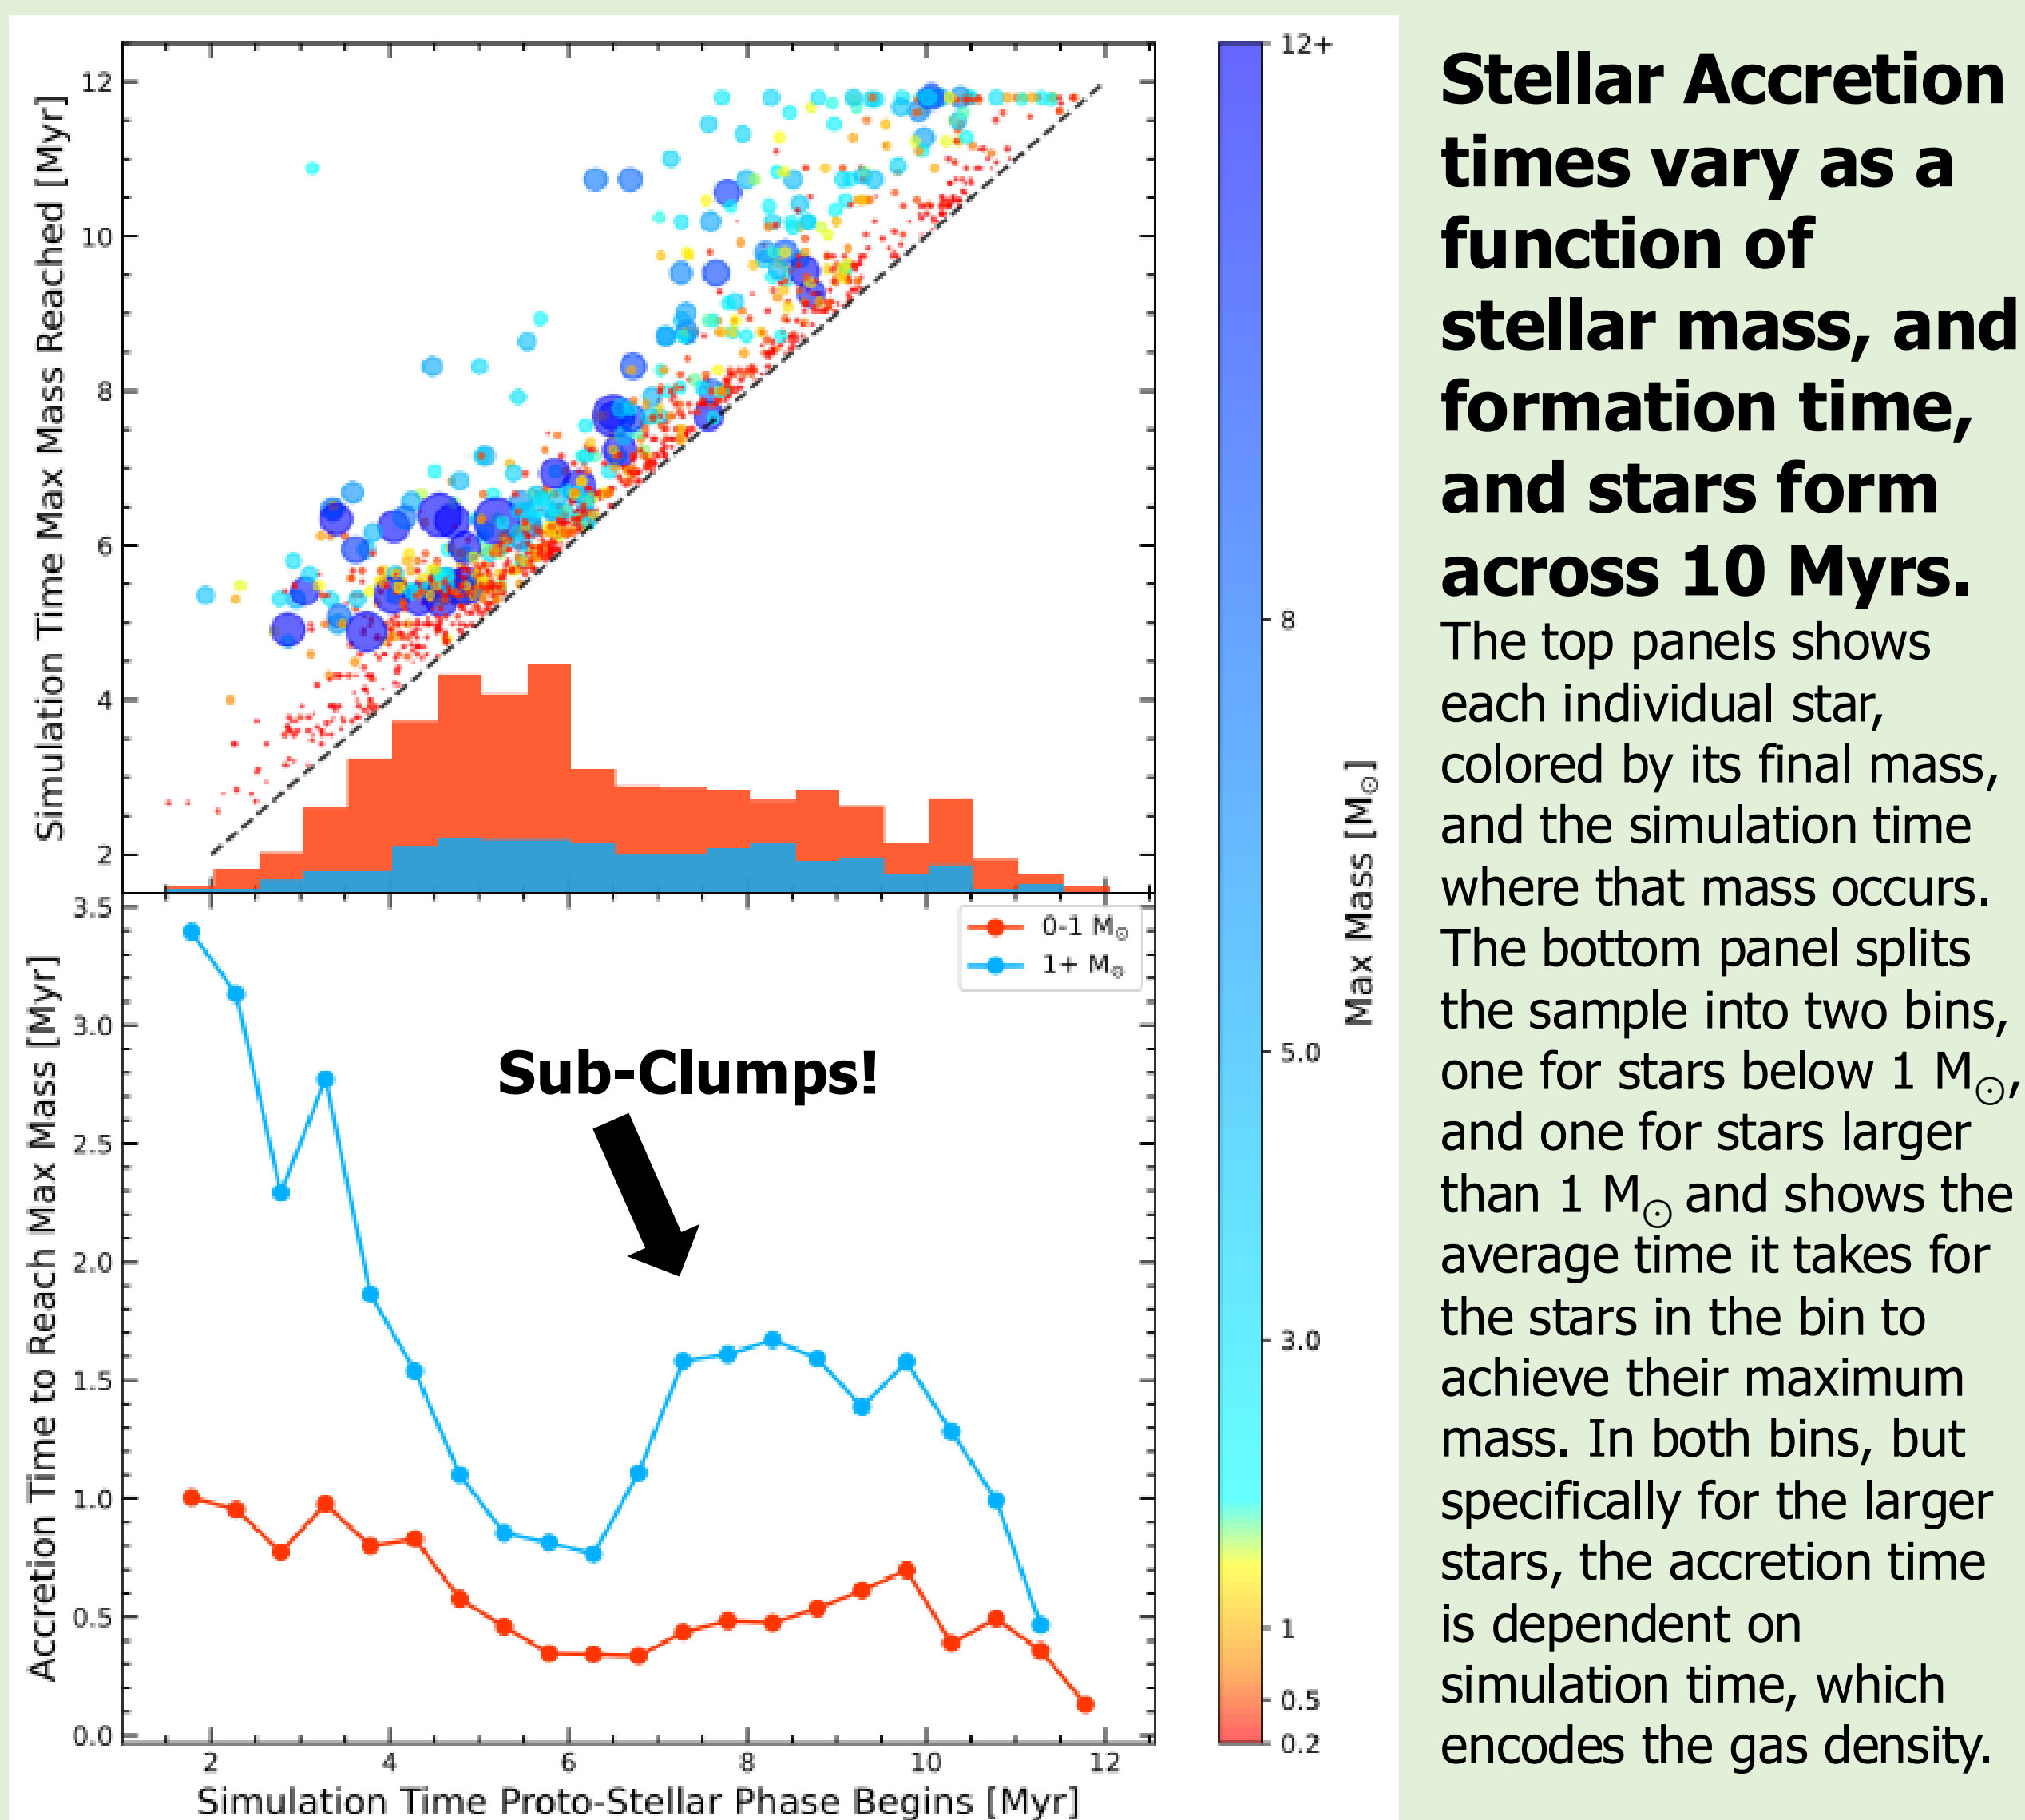 Simulation Time Max Mass Reached [Myr]
12
10
8
6
4
2
Accretion Time to Reach Max Mass [Myr]
3.5
3.0
2.5
2.0
1.5
1.0
0.5
0.0
0-1 M☉
1+ M☉
Sub-Clumps!
2 4 6 8 10 12
Simulation Time Proto-Stellar Phase Begins [Myr]
12+
8
5.0
3.0
1
0.5
0.2
Max Mass [M☉]
Stellar Accretion
times vary as a
function of
stellar mass, and
formation time,
and stars form
across 10 Myrs.
The top panels shows
each individual star,
colored by its final mass,
and the simulation time
where that mass occurs.
The bottom panel splits
the sample into two bins,
one for stars below 1 M☉,
and one for stars larger
than 1 M☉ and shows the
average time it takes for
the stars in the bin to
achieve their maximum
mass. In both bins, but
specifically for the larger
stars, the accretion time
is dependent on
simulation time, which
encodes the gas density.